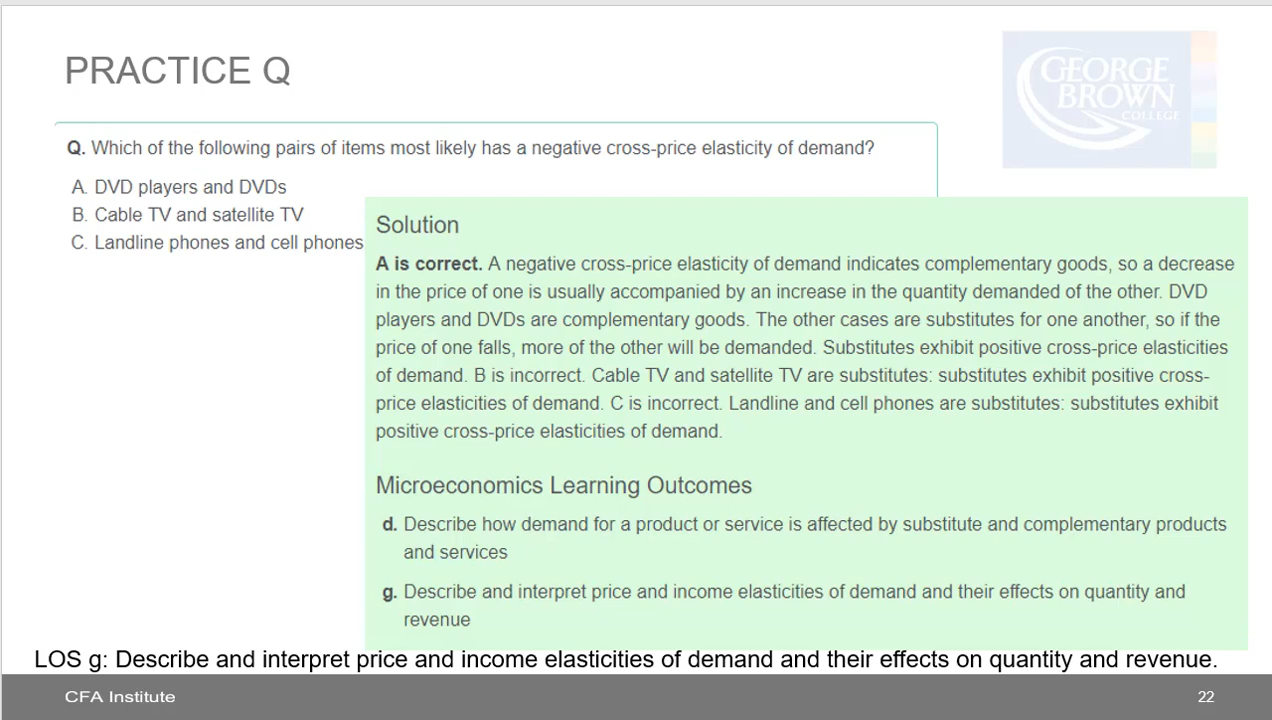 PRACTICE Q
GEORGE
BROWN
COLLEGE
Q. Which of the following pairs of items most likely has a negative cross-price elasticity of demand?
A. DVD players and DVDs
B. Cable TV and satellite TV
C. Landline phones and cell phones
Solution
A is correct. A negative cross-price elasticity of demand indicates complementary goods, so a decrease
in the price of one is usually accompanied by an increase in the quantity demanded of the other. DVD
players and DVDs are complementary goods. The other cases are substitutes for one another, so if the
price of one falls, more of the other will be demanded. Substitutes exhibit positive cross-price elasticities
of demand. B is incorrect. Cable TV and satellite TV are substitutes: substitutes exhibit positive cross-
price elasticities of demand. C is incorrect. Landline and cell phones are substitutes: substitutes exhibit
positive cross-price elasticities of demand.
Microeconomics Learning Outcomes
d. Describe how demand for a product or service is affected by substitute and complementary products
and services
g. Describe and interpret price and income elasticities of demand and their effects on quantity and
revenue
LOS g: Describe and interpret price and income elasticities of demand and their effects on quantity and revenue.
CFA Institute
22